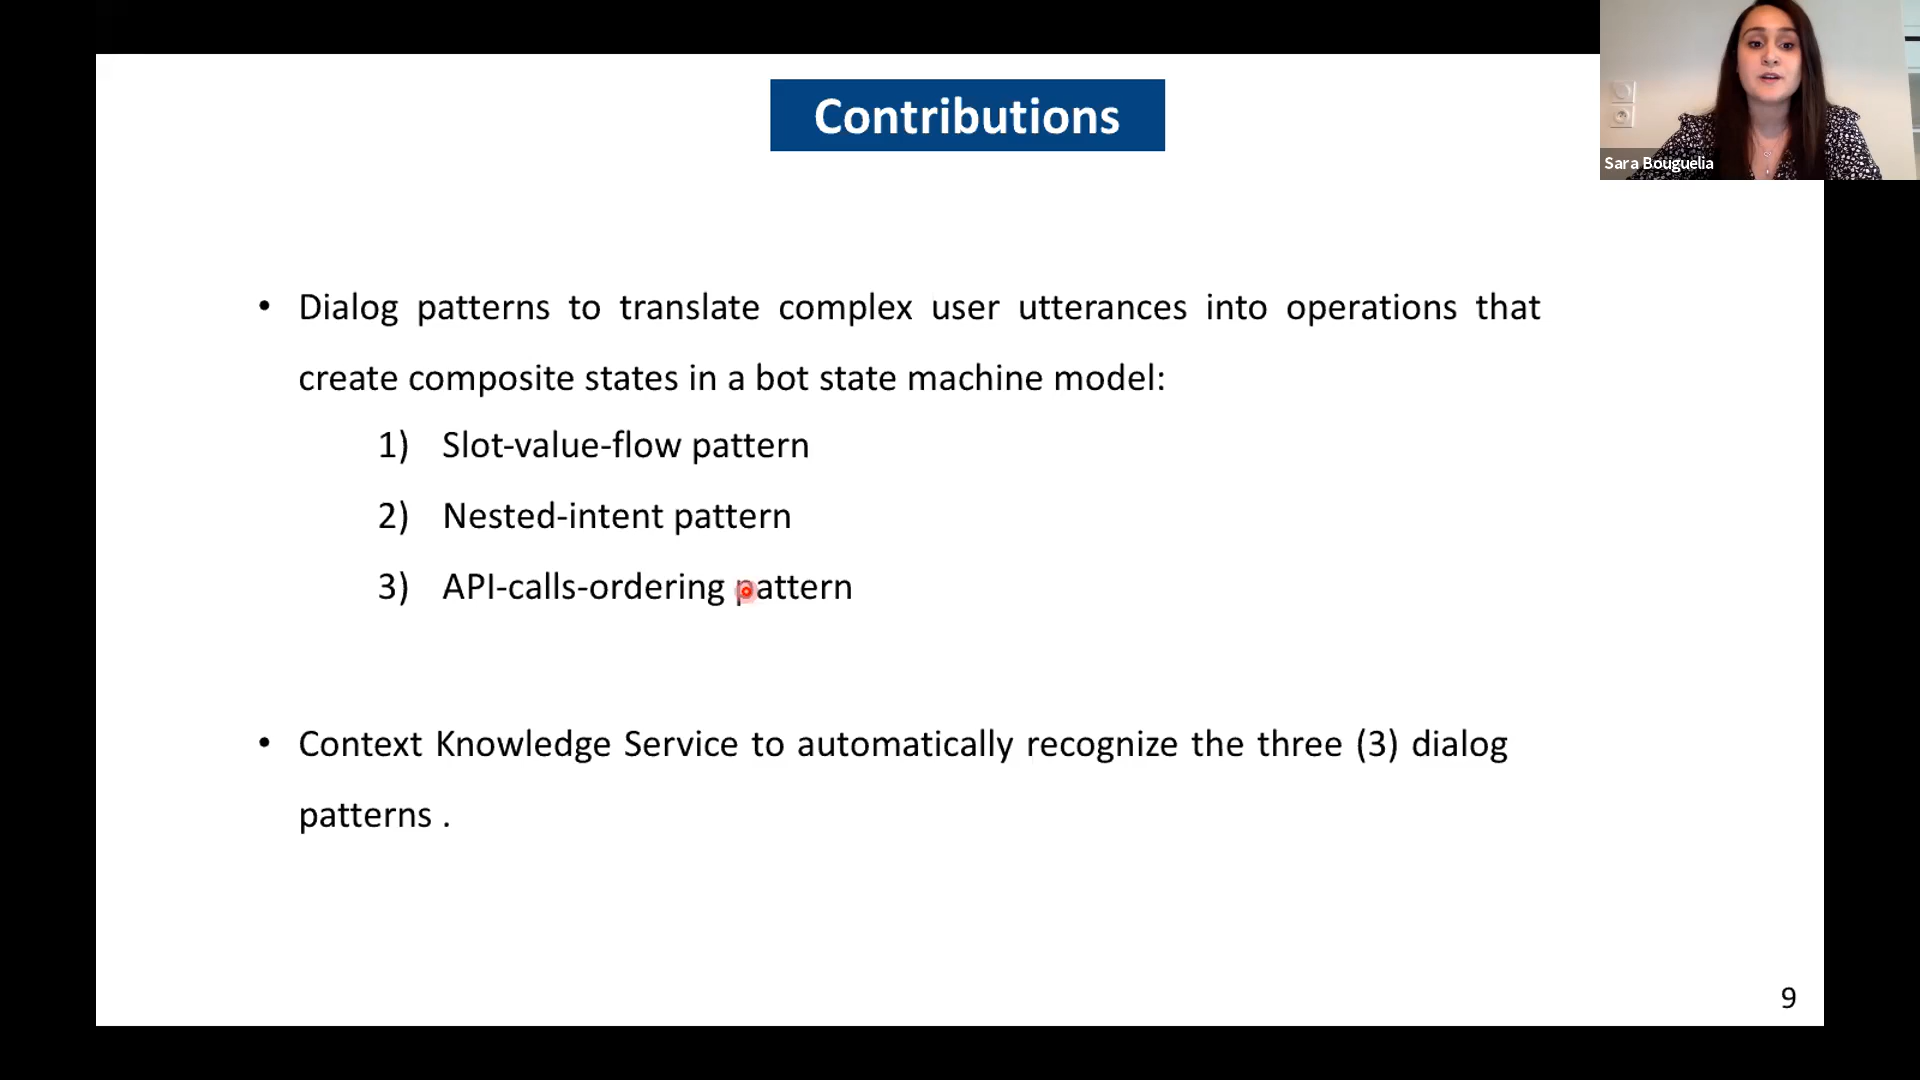 Contributions
Sara Bouguelia
• Dialog patterns to translate complex user utterances into operations that
create composite states in a bot state machine model:
1) Slot-value-flow pattern
2) Nested-intent pattern
3) API-calls-ordering pattern
• Context Knowledge Service to automatically recognize the three (3) dialog
patterns .
9